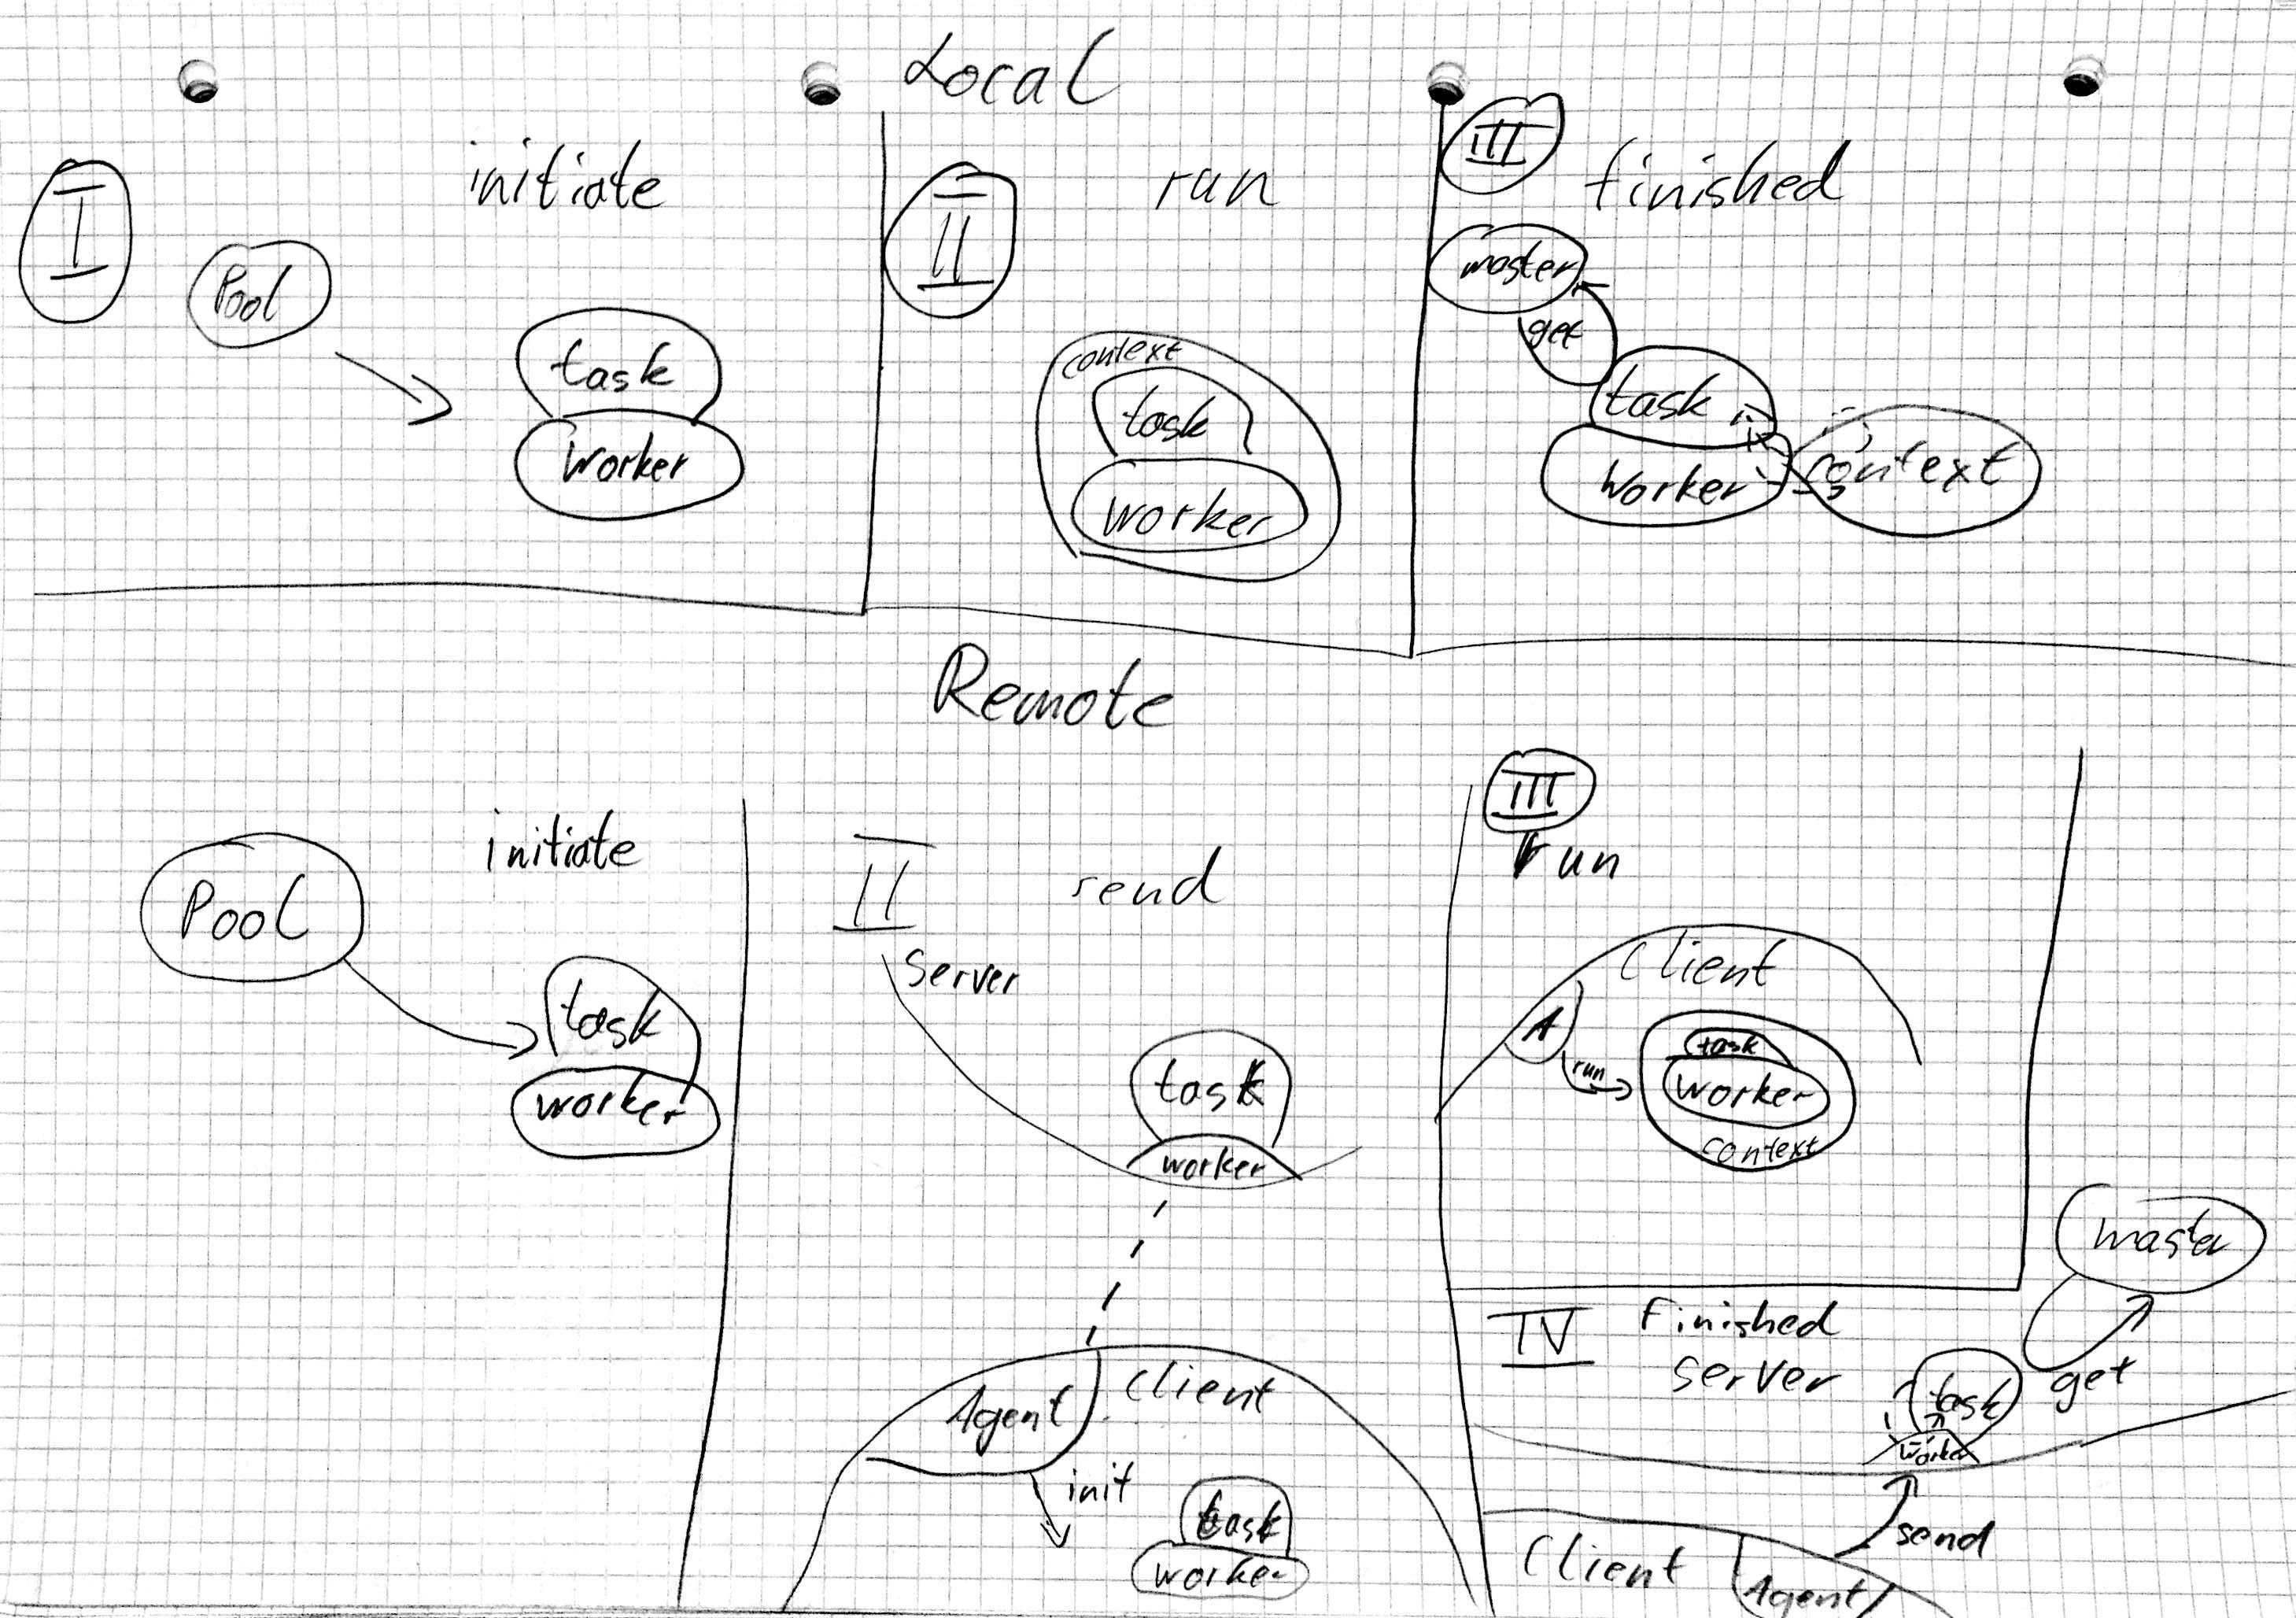 Local
I
initiate
Pool
task
Worker
II
run
context
task
worker
III
finished
master
get
task
Worker
context
Remote
initiate
Pool
task
worker
II
send
Server
task
worker
Agent
Client
init
task
worker
III
run
Client
A
run
task
worker
context
IV
Finished
Server
master
get
task
worker
send
Client
Agent